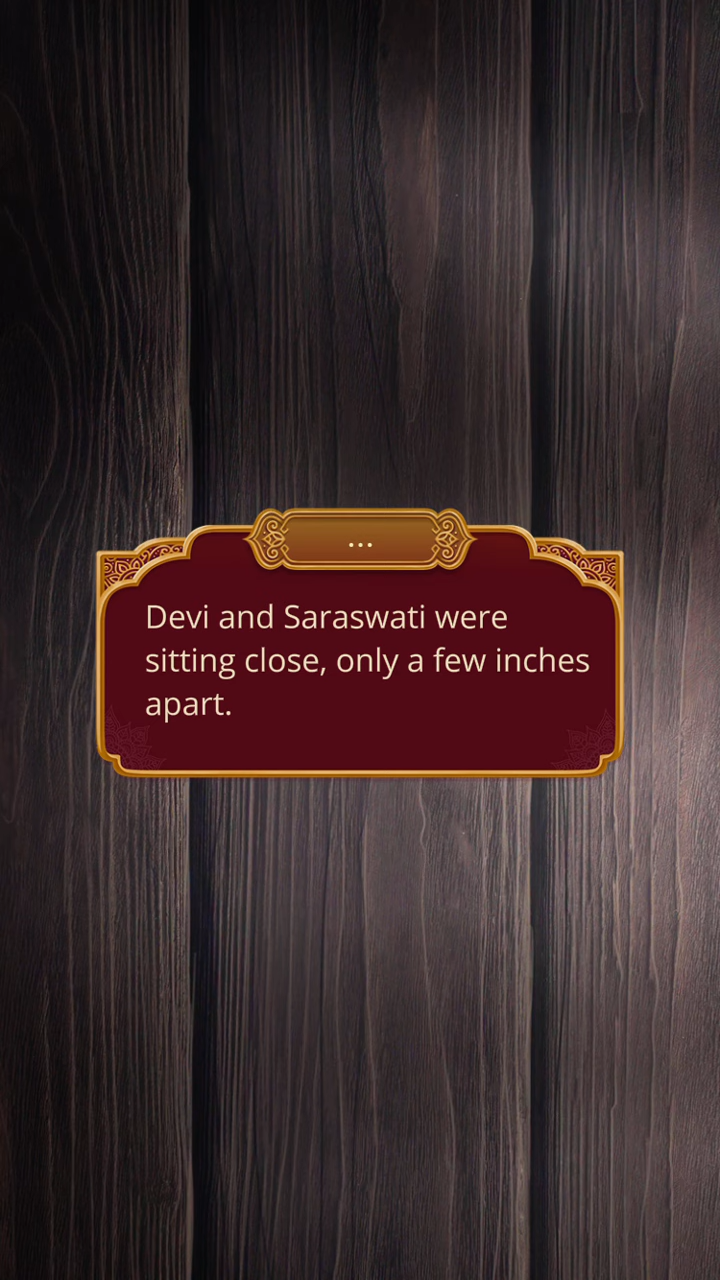 ...
Devi and Saraswati were
sitting close, only a few inches
apart.